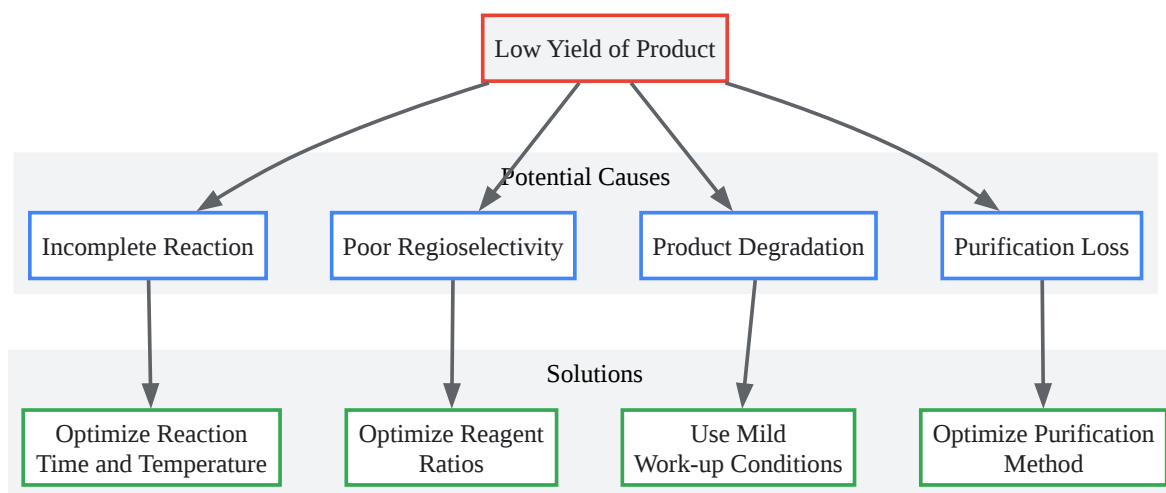 Low Yield of Product
Potential Causes
Incomplete Reaction
Poor Regioselectivity
Product Degradation
Purification Loss
Solutions
Optimize Reaction
Time and Temperature
Optimize Reagent
Ratios
Use Mild
Work-up Conditions
Optimize Purification
Method